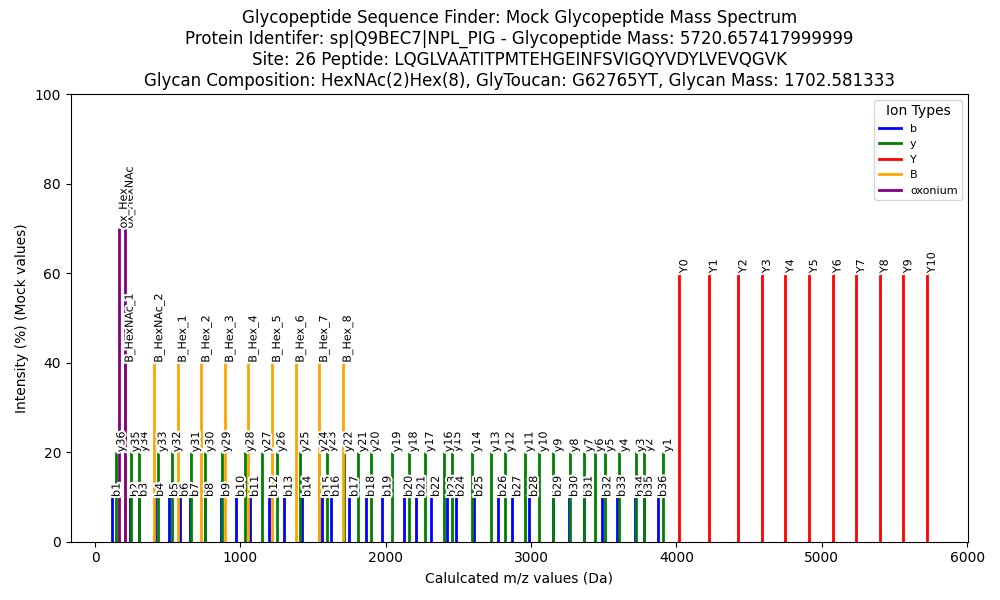 Glycopeptide Sequence Finder: Mock Glycopeptide Mass Spectrum
Protein Identifer: sp|Q9BEC7|NPL_PIG - Glycopeptide Mass: 5720.657417999999
Site: 26 Peptide: LQGLVAATITPMTEHGEINFSVIGQYVDYLVEVQGVK
Glycan Composition: HexNAc(2)Hex(8), GlyToucan: G62765YT, Glycan Mass: 1702.581333
Intensity (%) (Mock values)
100
80
60
40
20
0
Ion Types
b
y
Y
B
oxonium
ox_Hex
ox_HexNAc
Y0 Y1 Y2 Y3 Y4 Y5 Y6 Y7 Y8 Y9 Y10
B_HexNAc_1 B_HexNAc_2 B_Hex_1 B_Hex_2 B_Hex_3 B_Hex_4 B_Hex_5 B_Hex_6 B_Hex_7 B_Hex_8
y36 y35 y34 y33 y32 y31 y30 y29 y28 y27 y26 y25 y24 y23 y22 y21 y20 y19 y18 y17 y16 y15 y14 y13 y12 y11 y10 y9 y8 y7 y6 y5 y4 y3 y2 y1
b1 b2 b3 b4 b5 b6 b7 b8 b9 b10 b11 b12 b13 b14 b15 b16 b17 b18 b19 b20 b21 b22 b23 b24 b25 b26 b27 b28 b29 b30 b31 b32 b33 b34 b35 b36
0 1000 2000 3000 4000 5000 6000
Calulcated m/z values (Da)